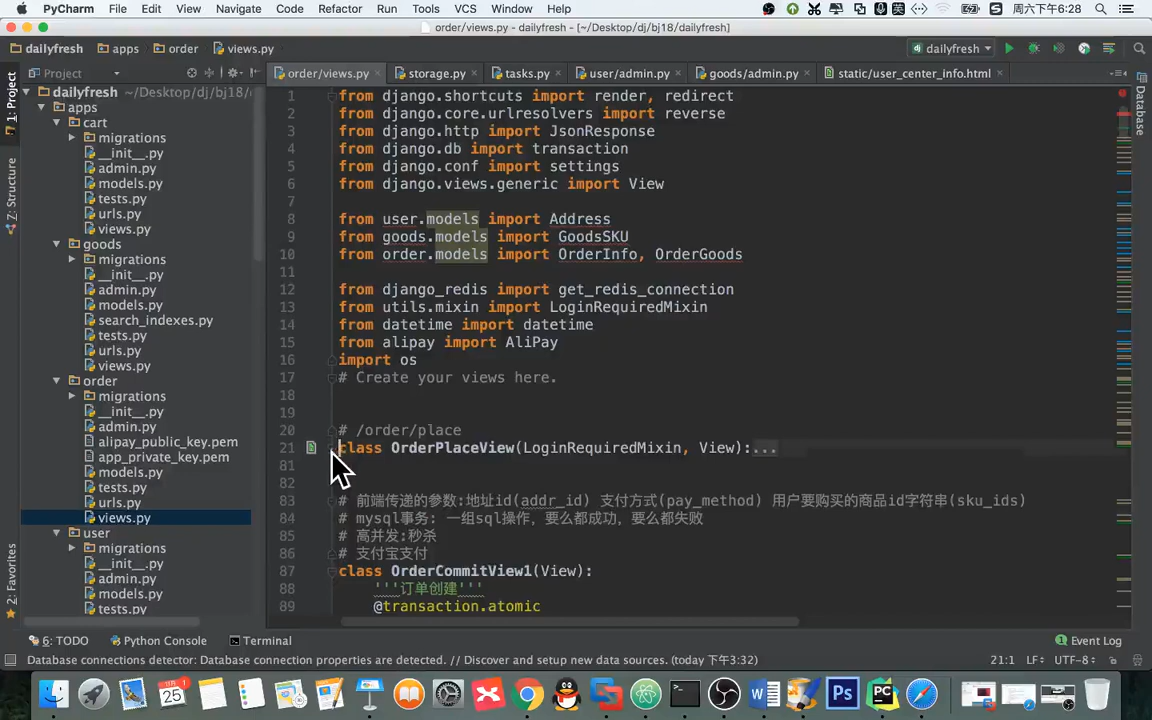 PyCharm File Edit View Navigate Code Refactor Run Tools VCS Window Help 周六下午6:28
order/views.py - dailyfresh - [~/Desktop/dj/bj18/dailyfresh]
dailyfresh apps order views.py dailyfresh
Project order/views.py storage.py tasks.py user/admin.py goods/admin.py static/user_center_info.html
1: Project
Z: Structure
2: Favorites
Database
dailyfresh ~/Desktop/dj/bj18/
apps
cart
migrations
__init__.py
admin.py
models.py
tests.py
urls.py
views.py
goods
migrations
__init__.py
admin.py
models.py
search_indexes.py
tests.py
urls.py
views.py
order
migrations
__init__.py
admin.py
alipay_public_key.pem
app_private_key.pem
models.py
tests.py
urls.py
views.py
user
migrations
__init__.py
admin.py
models.py
tests.py
1 from django.shortcuts import render, redirect
2 from django.core.urlresolvers import reverse
3 from django.http import JsonResponse
4 from django.db import transaction
5 from django.conf import settings
6 from django.views.generic import View
7
8 from user.models import Address
9 from goods.models import GoodsSKU
10 from order.models import OrderInfo, OrderGoods
11
12 from django_redis import get_redis_connection
13 from utils.mixin import LoginRequiredMixin
14 from datetime import datetime
15 from alipay import AliPay
16 import os
17 # Create your views here.
18
19
20 # /order/place
21 class OrderPlaceView(LoginRequiredMixin, View):...
81
82
83 # 前端传递的参数:地址id(addr_id) 支付方式(pay_method) 用户要购买的商品id字符串(sku_ids)
84 # mysql事务: 一组sql操作，要么都成功，要么都失败
85 # 高并发:秒杀
86 # 支付宝支付
87 class OrderCommitView1(View):
88 '''订单创建'''
89 @transaction.atomic
6: TODO Python Console Terminal 1 Event Log
Database connections detector: Database connection properties are detected. // Discover and setup new data sources. (today 下午3:32) 21:1 LF÷ UTF-8÷
25
Ps
PC